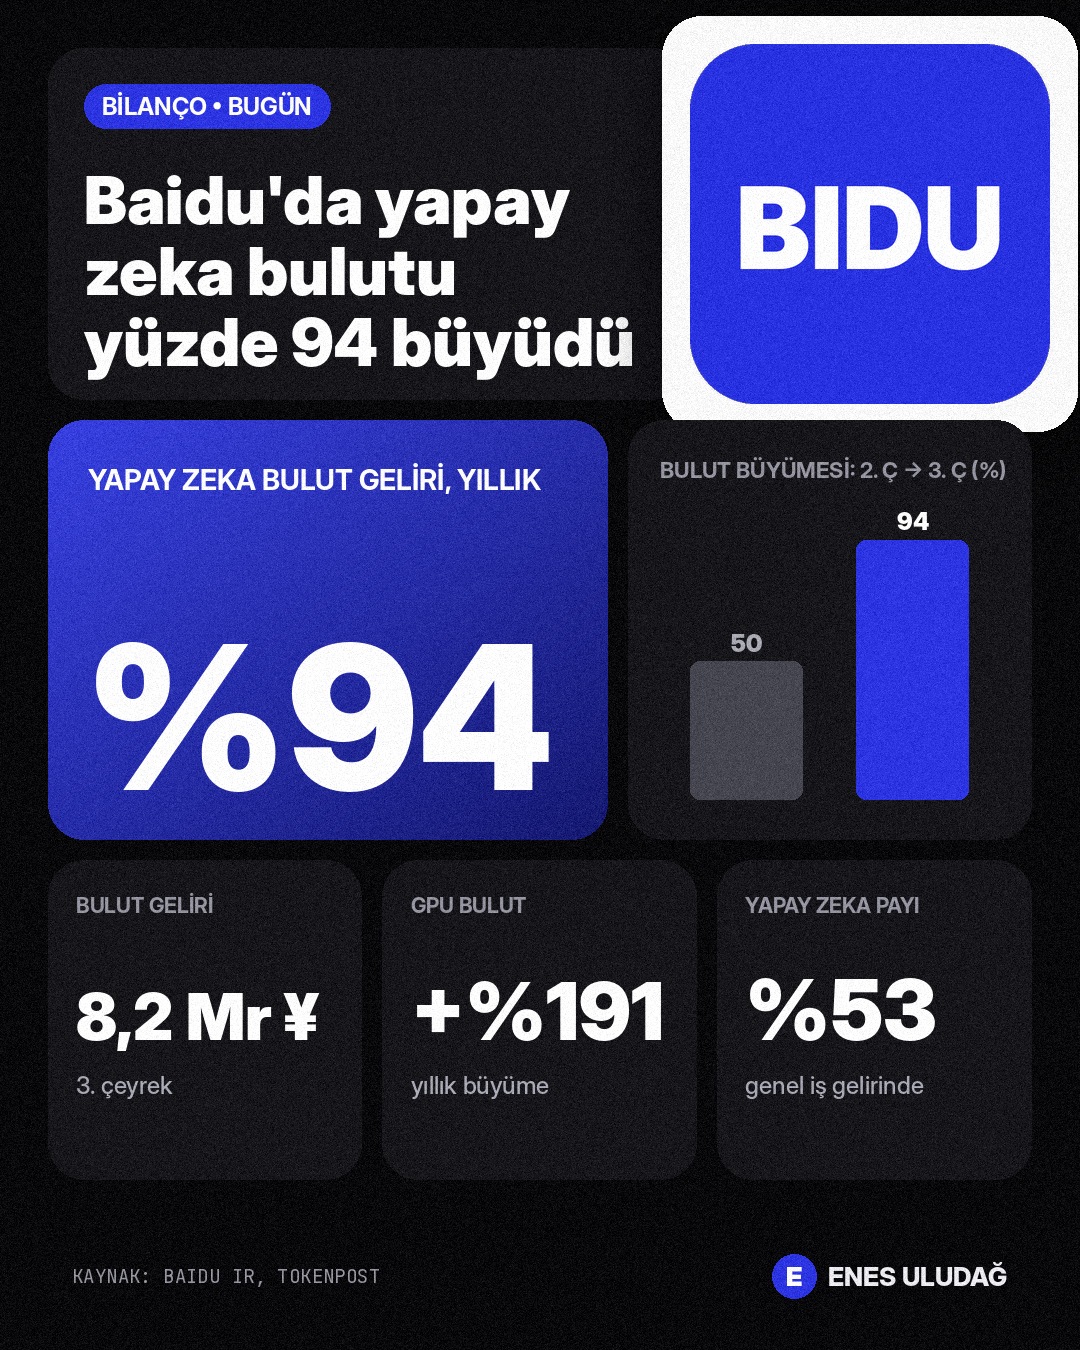 BİLANÇO • BUGÜN
Baidu'da yapay
zeka bulutu
yüzde 94 büyüdü
BIDU
YAPAY ZEKA BULUT GELİRİ, YILLIK
%94
BULUT BÜYÜMESİ: 2. Ç → 3. Ç (%)
94
50
BULUT GELİRİ
8,2 Mr ¥
3. çeyrek
GPU BULUT
+%191
yıllık büyüme
YAPAY ZEKA PAYI
%53
genel iş gelirinde
KAYNAK: BAIDU IR, TOKENPOST
E ENES ULUDAĞ